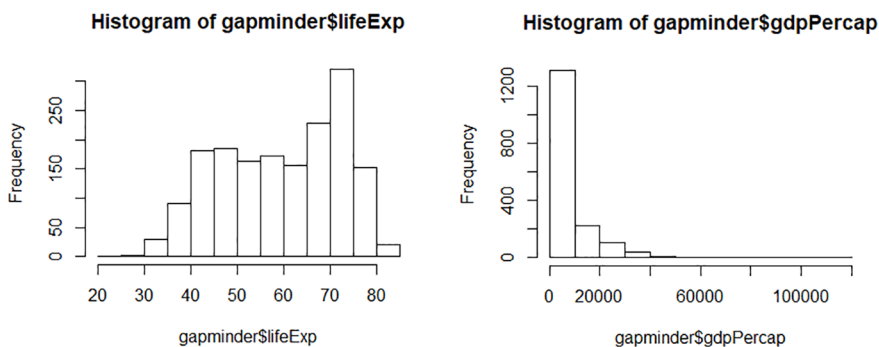 Histogram of gapminder$lifeExp
Frequency
0 50 150 250
20 30 40 50 60 70 80
gapminder$lifeExp
Histogram of gapminder$gdpPercap
Frequency
0 400 800 1200
0 20000 60000 100000
gapminder$gdpPercap